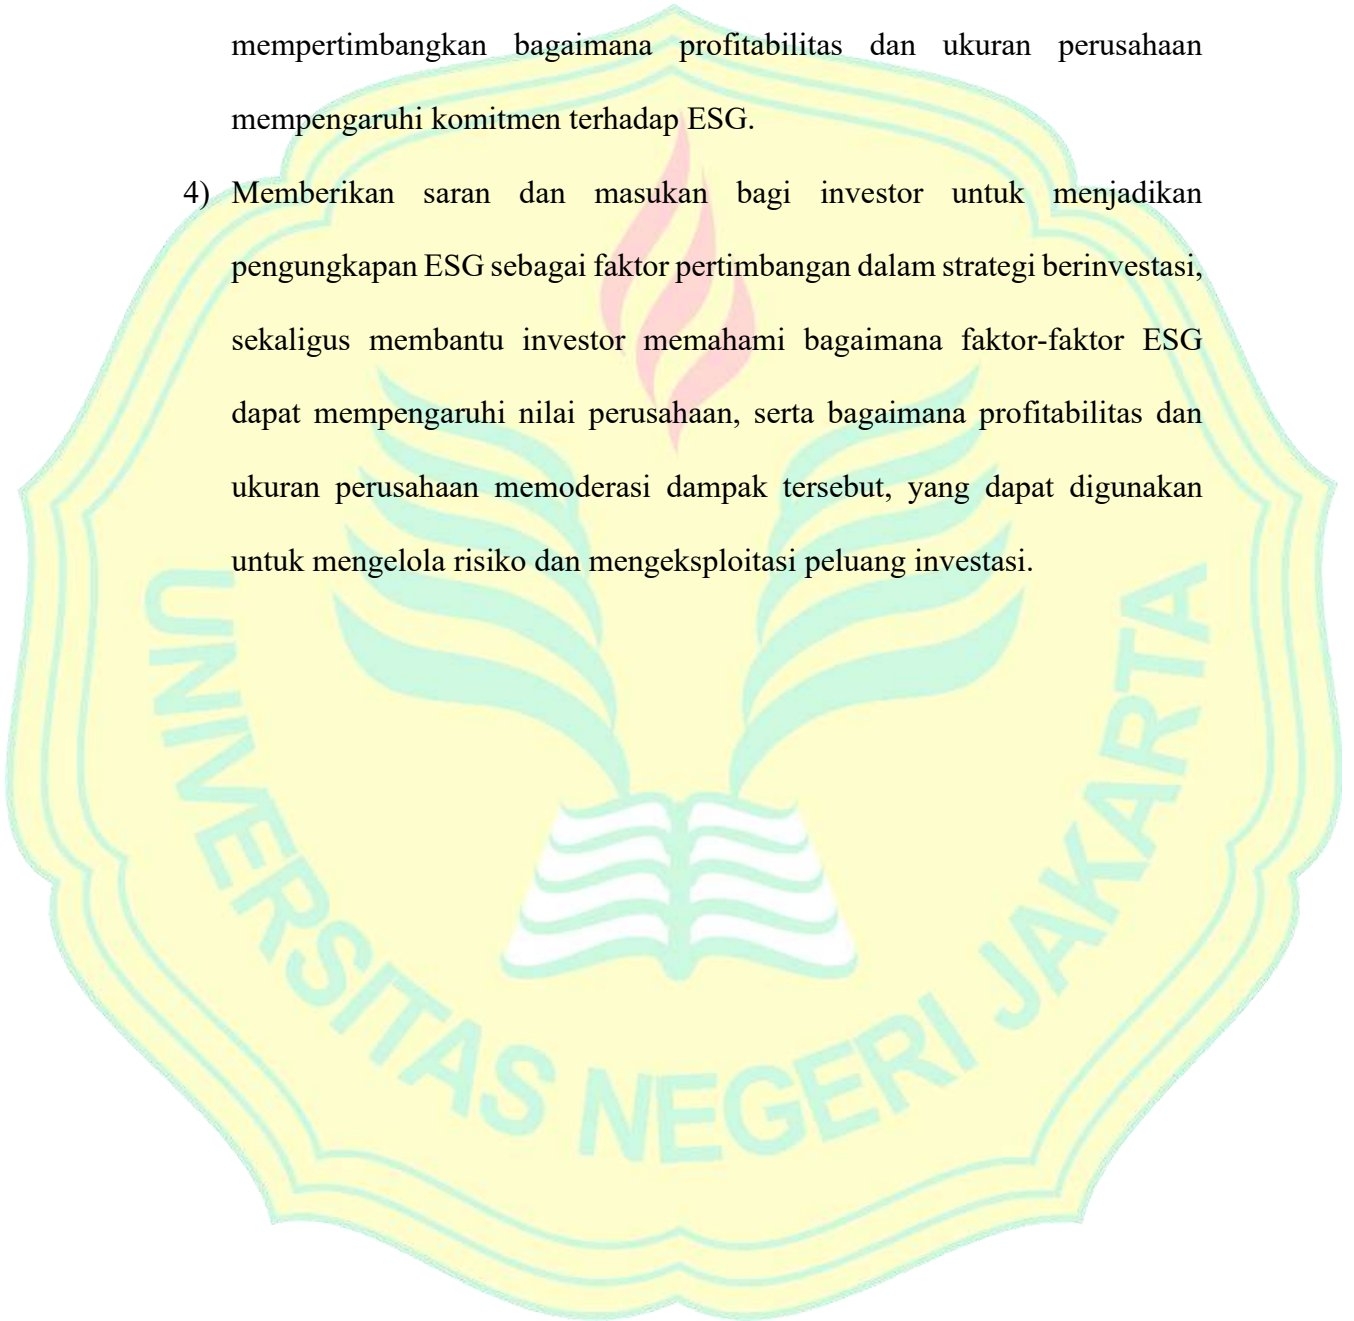 mempertimbangkan bagaimana profitabilitas dan ukuran perusahaan
mempengaruhi komitmen terhadap ESG.
4) Memberikan saran dan masukan bagi investor untuk menjadikan
pengungkapan ESG sebagai faktor pertimbangan dalam strategi berinvestasi,
sekaligus membantu investor memahami bagaimana faktor-faktor ESG
dapat mempengaruhi nilai perusahaan, serta bagaimana profitabilitas dan
ukuran perusahaan memoderasi dampak tersebut, yang dapat digunakan
untuk mengelola risiko dan mengeksploitasi peluang investasi.
UNIVERSITAS NEGERI JAKARTA